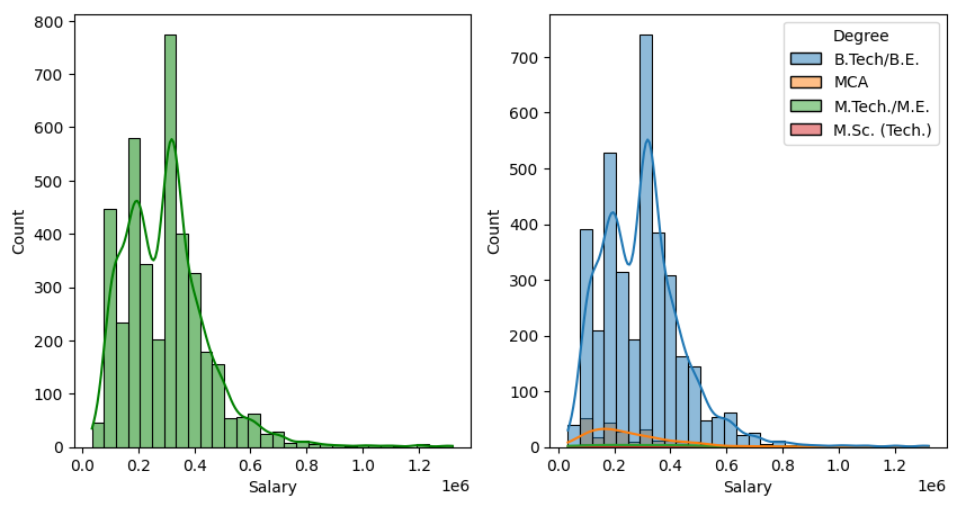 800
700
600
500
400
300
200
100
0
Count
0.0 0.2 0.4 0.6 0.8 1.0 1.2
Salary
1e6
700
600
500
400
300
200
100
0
Count
0.0 0.2 0.4 0.6 0.8 1.0 1.2
Salary
1e6
Degree
B.Tech/B.E.
MCA
M.Tech./M.E.
M.Sc. (Tech.)